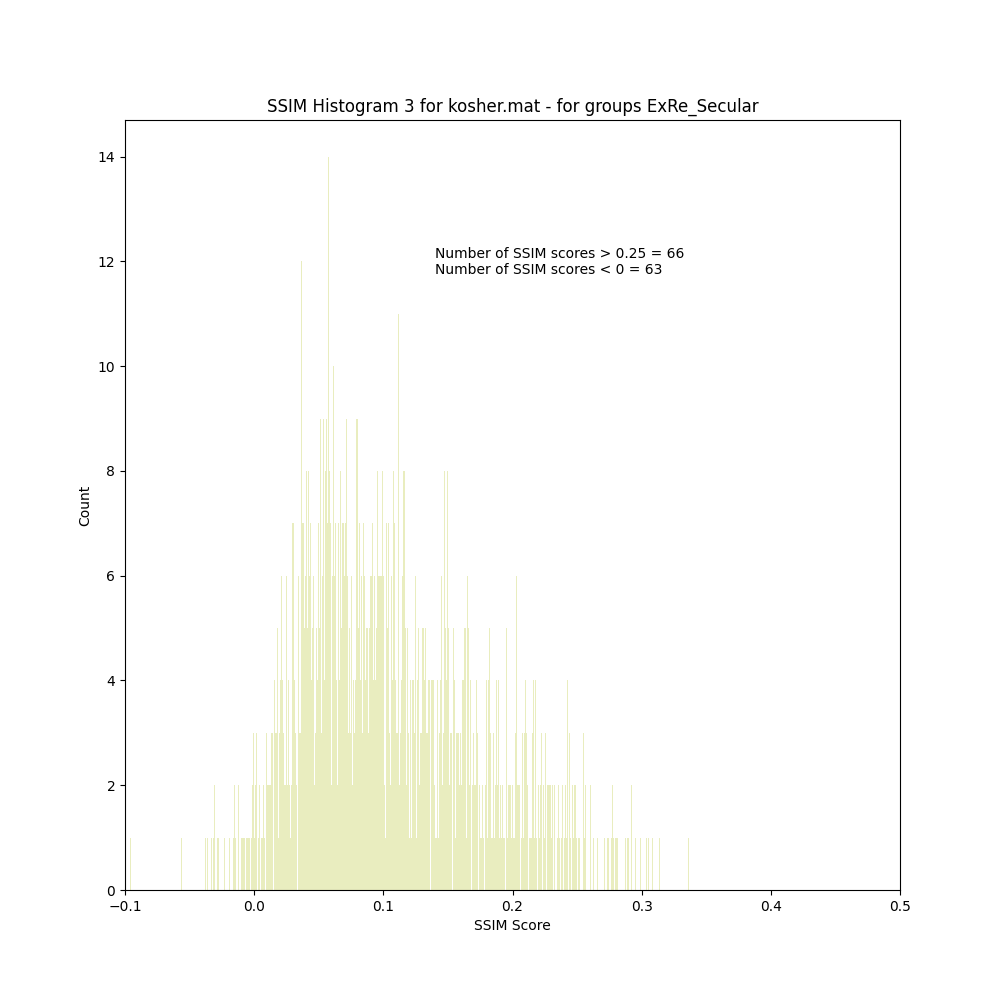 SSIM Histogram 3 for kosher.mat - for groups ExRe_Secular
14
12
10
8
6
4
2
0
Count
Number of SSIM scores > 0.25 = 66
Number of SSIM scores < 0 = 63
−0.1 0.0 0.1 0.2 0.3 0.4 0.5
SSIM Score